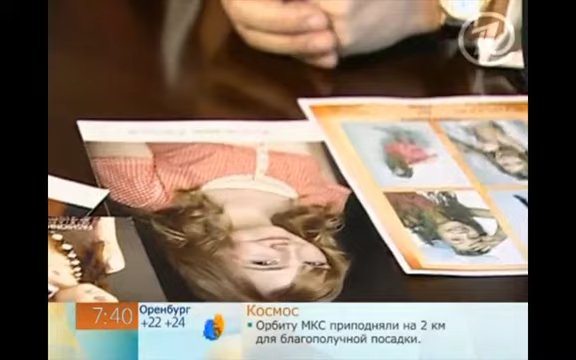 7:40
Оренбург
+22 +24
Космос
Орбиту МКС приподняли на 2 км
для благополучной посадки.